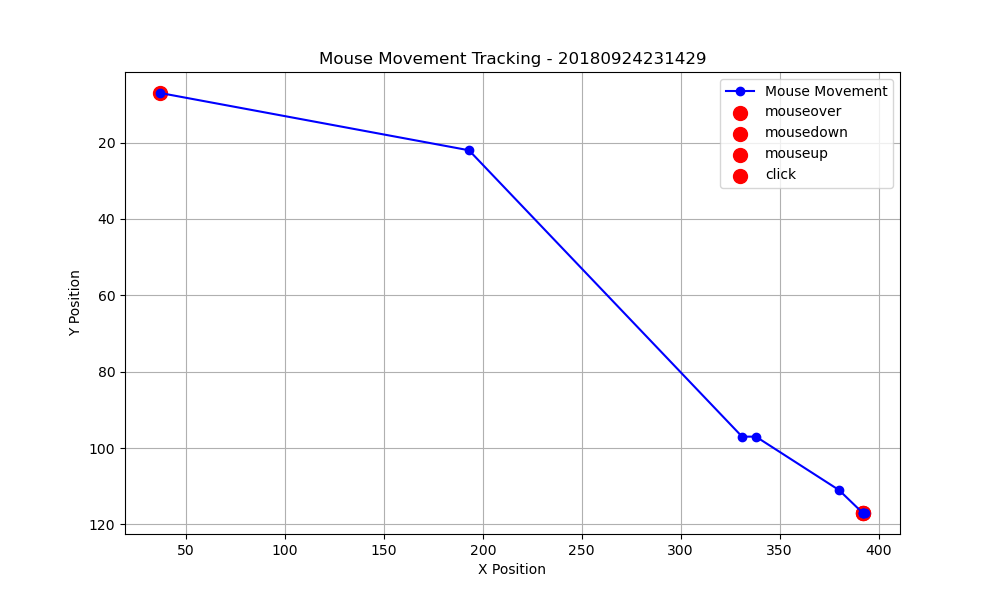 Mouse Movement Tracking - 20180924231429
Mouse Movement
mouseover
mousedown
mouseup
click
20
40
60
80
100
120
Y Position
50 100 150 200 250 300 350 400
X Position